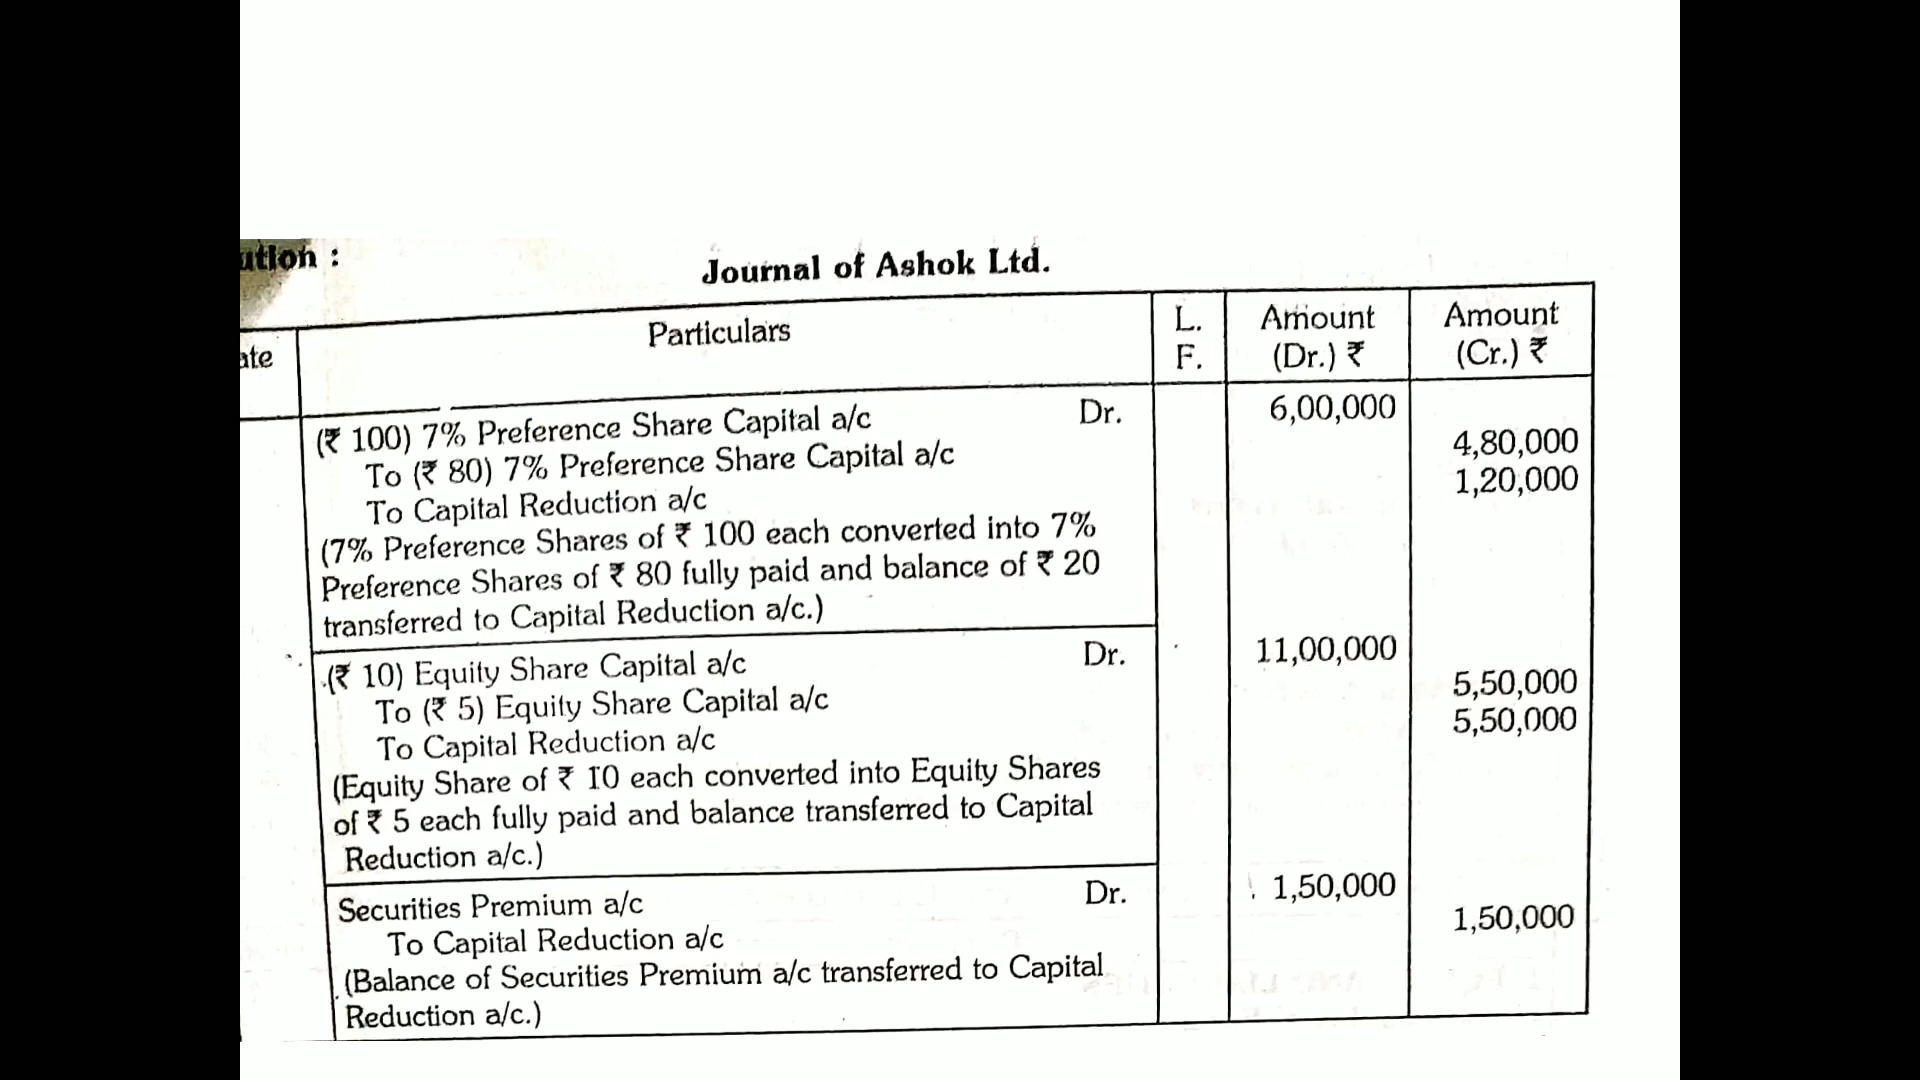 ution :
Journal of Ashok Ltd.
ate
Particulars
L.
F.
Amount
(Dr.) ₹
Amount
(Cr.) ₹
(₹ 100) 7% Preference Share Capital a/c Dr. 6,00,000
To (₹ 80) 7% Preference Share Capital a/c 4,80,000
To Capital Reduction a/c 1,20,000
(7% Preference Shares of ₹ 100 each converted into 7%
Preference Shares of ₹ 80 fully paid and balance of ₹ 20
transferred to Capital Reduction a/c.)
(₹ 10) Equity Share Capital a/c Dr. 11,00,000
To (₹ 5) Equity Share Capital a/c 5,50,000
To Capital Reduction a/c 5,50,000
(Equity Share of ₹ 10 each converted into Equity Shares
of ₹ 5 each fully paid and balance transferred to Capital
Reduction a/c.)
Securities Premium a/c Dr. 1,50,000
To Capital Reduction a/c 1,50,000
(Balance of Securities Premium a/c transferred to Capital
Reduction a/c.)